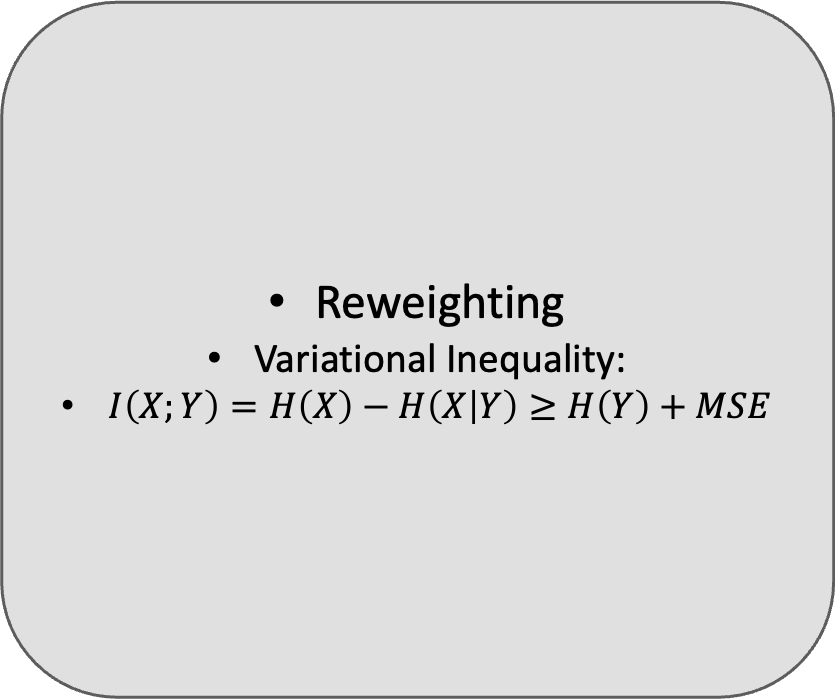 • Reweighting
• Variational Inequality:
• 𝐼(𝑋; 𝑌) = 𝐻(𝑋) − 𝐻(𝑋|𝑌) ≥ 𝐻(𝑌) + 𝑀𝑆𝐸